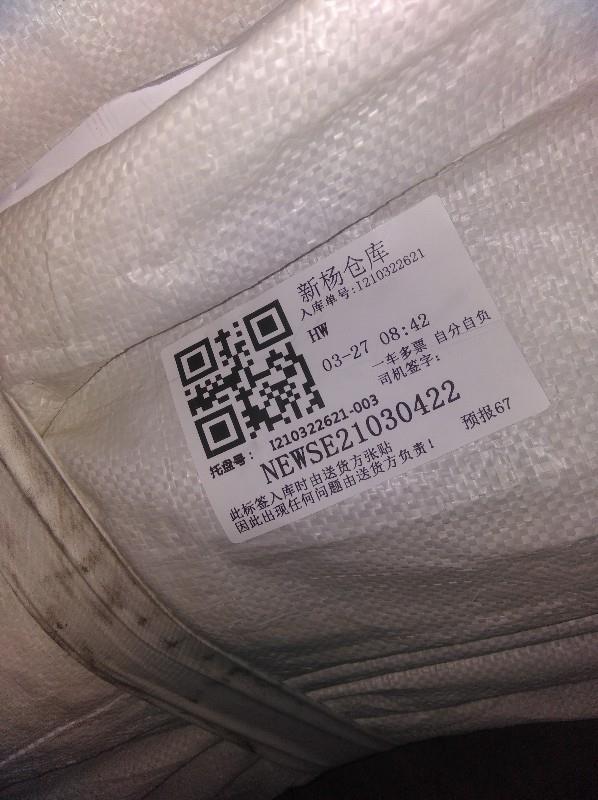 新杨仓库
入库单号:I210322621
HW
03-27 08:42
一车多票 自分自负
司机签字:
托盘号: I210322621-003
NEWSE21030422
预报67
此标签入库时由送货方张贴
因此出现任何问题由送货方负责!